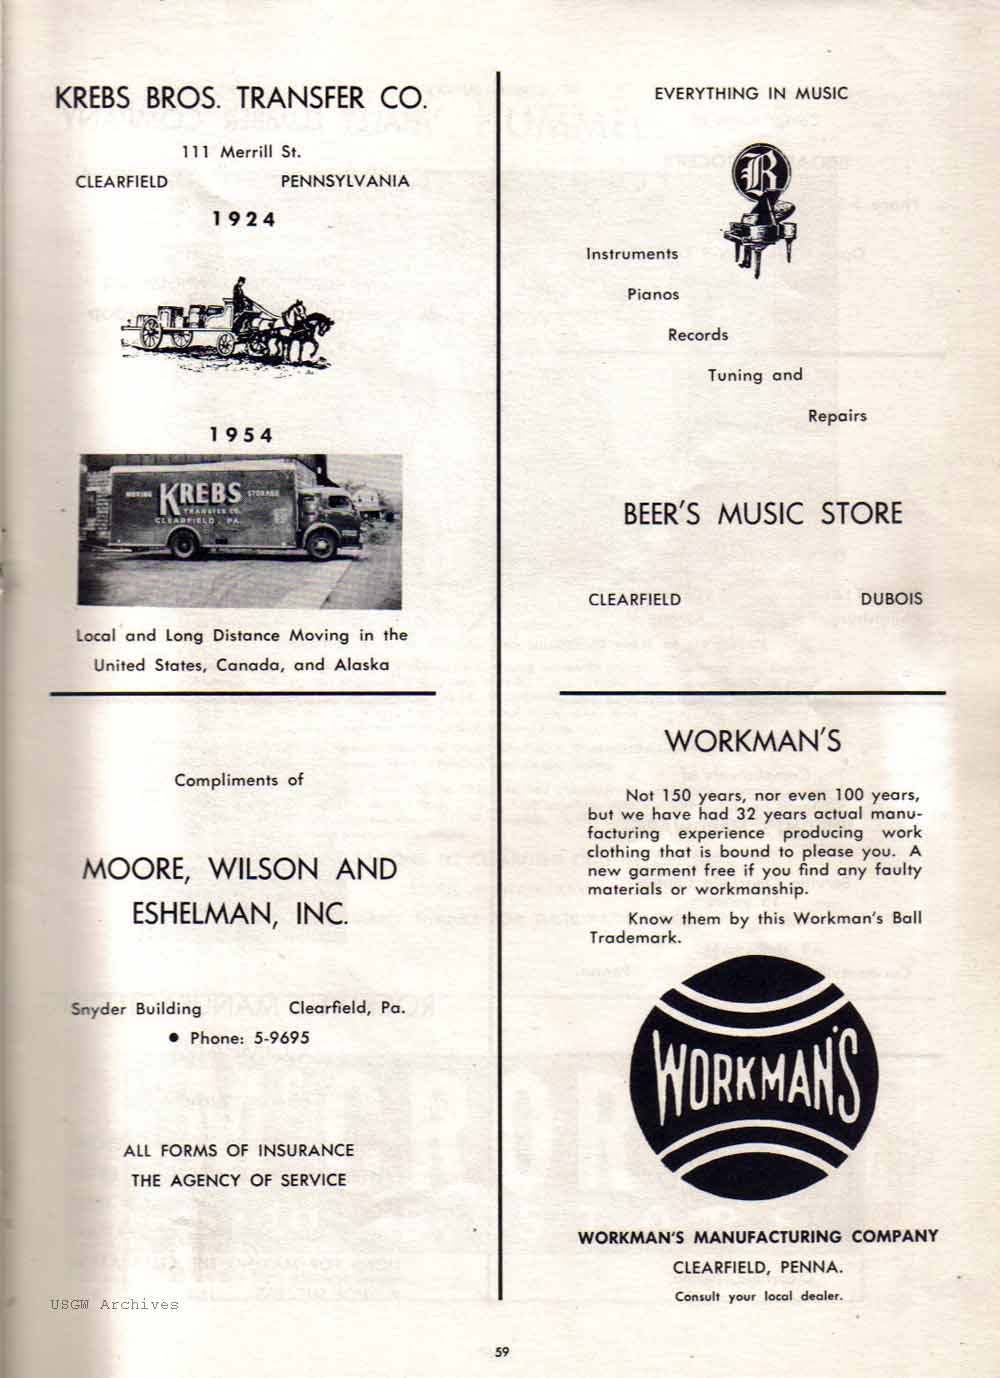 KREBS BROS. TRANSFER CO.
111 Merrill St.
CLEARFIELD PENNSYLVANIA
1924
1954
MOVING KREBS STORAGE
TRANSFER CO.
CLEARFIELD, PA.
Local and Long Distance Moving in the
United States, Canada, and Alaska
Compliments of
MOORE, WILSON AND
ESHELMAN, INC.
Snyder Building Clearfield, Pa.
• Phone: 5-9695
ALL FORMS OF INSURANCE
THE AGENCY OF SERVICE
EVERYTHING IN MUSIC
B
Instruments
Pianos
Records
Tuning and
Repairs
BEER'S MUSIC STORE
CLEARFIELD DUBOIS
WORKMAN'S
Not 150 years, nor even 100 years,
but we have had 32 years actual manu-
facturing experience producing work
clothing that is bound to please you. A
new garment free if you find any faulty
materials or workmanship.
Know them by this Workman's Ball
Trademark.
WORKMAN'S
WORKMAN'S MANUFACTURING COMPANY
CLEARFIELD, PENNA.
Consult your local dealer.
USGW Archives
59